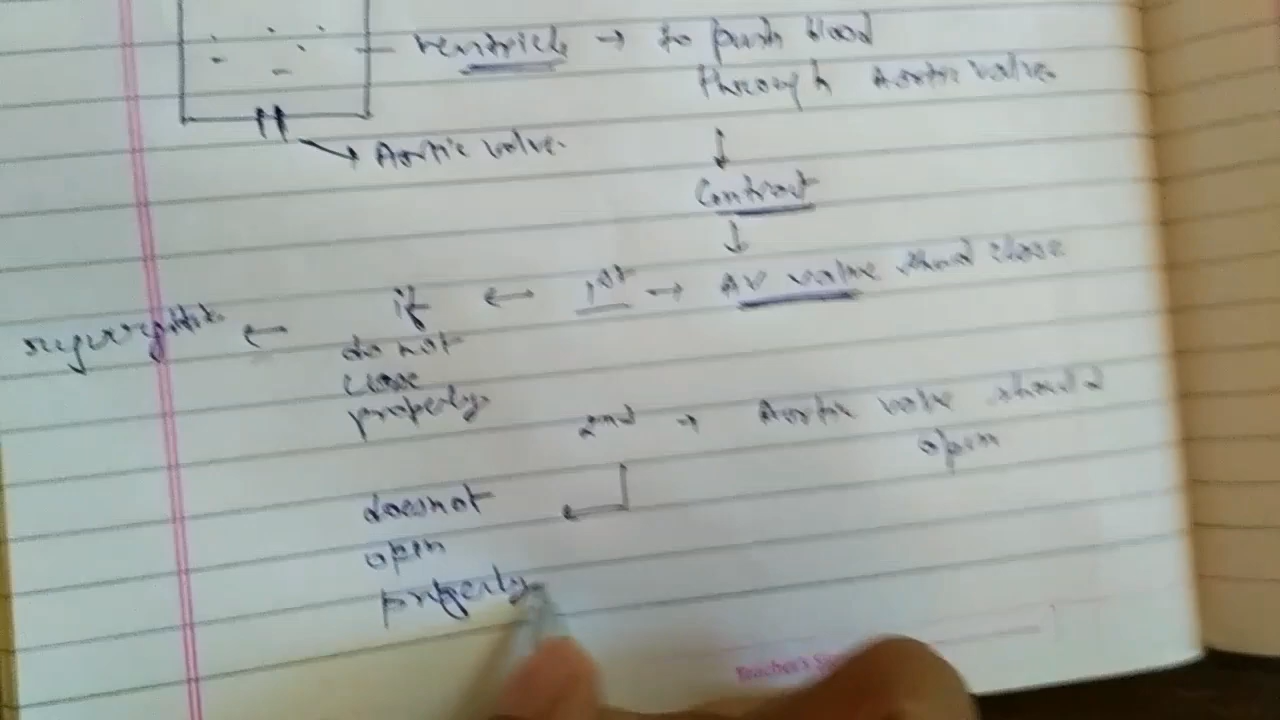 ventricle → to push blood
through Aortic valve.
→ Aortic valve.
↓
Contract
↓
← if ← 1st → AV valve should close
do not
close
properly.
2nd → Aortic valve should
open
doesnot
open
properly.
Teacher's